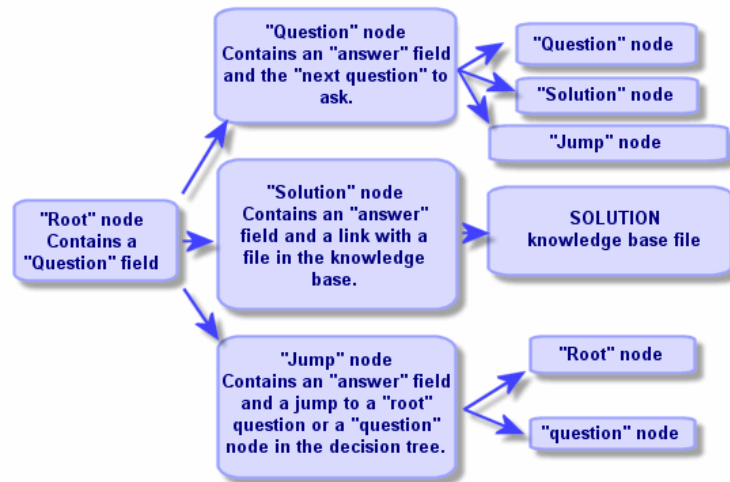 "Root" node
Contains a
"Question" field
"Question" node
Contains an "answer" field
and the "next question" to
ask.
"Question" node
"Solution" node
"Jump" node
"Solution" node
Contains an "answer"
field and a link with a
file in the knowledge
base.
SOLUTION
knowledge base file
"Jump" node
Contains an "answer" field
and a jump to a "root"
question or a "question"
node in the decision tree.
"Root" node
"question" node